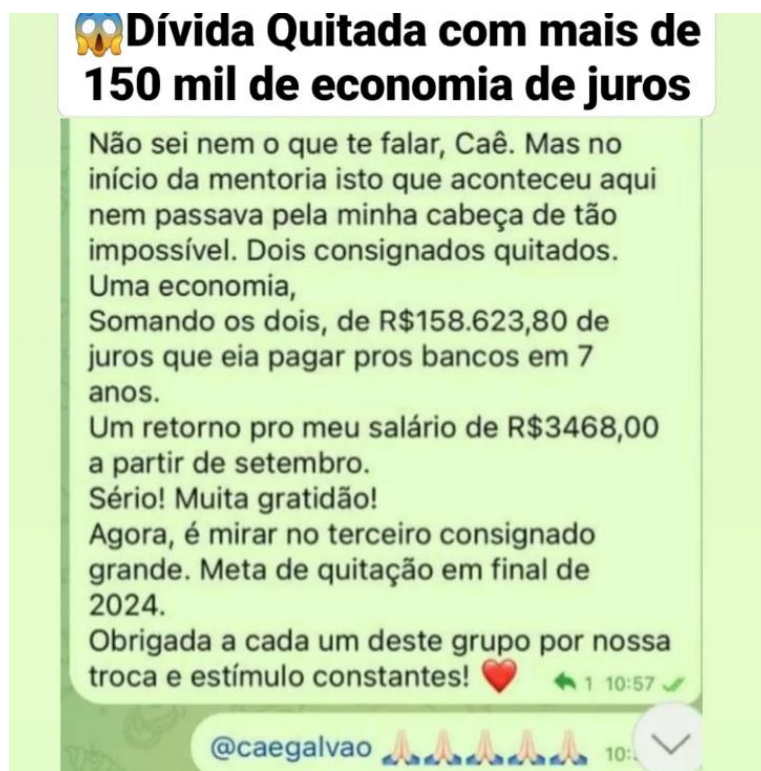 😱Dívida Quitada com mais de
150 mil de economia de juros
Não sei nem o que te falar, Caê. Mas no
início da mentoria isto que aconteceu aqui
nem passava pela minha cabeça de tão
impossível. Dois consignados quitados.
Uma economia,
Somando os dois, de R$158.623,80 de
juros que eia pagar pros bancos em 7
anos.
Um retorno pro meu salário de R$3468,00
a partir de setembro.
Sério! Muita gratidão!
Agora, é mirar no terceiro consignado
grande. Meta de quitação em final de
2024.
Obrigada a cada um deste grupo por nossa
troca e estímulo constantes! ❤️ 1 10:57
@caegalvao 🙏🏻🙏🏻🙏🏻🙏🏻🙏🏻 10: